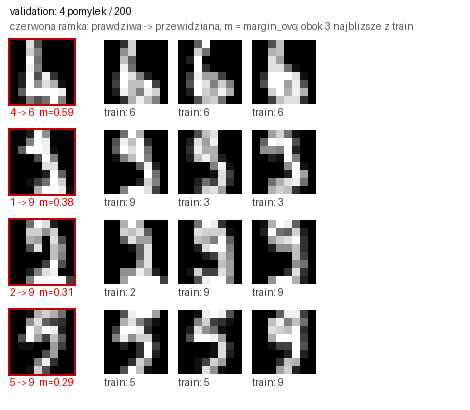 validation: 4 pomylek / 200
czerwona ramka: prawdziwa -> przewidziana, m = margin_ovo; obok 3 najblizsze z train
4->6 m=0.59
train: 6
train: 6
train: 6
1->9 m=0.38
train: 9
train: 3
train: 3
2->9 m=0.31
train: 2
train: 9
train: 9
5->9 m=0.29
train: 5
train: 5
train: 9